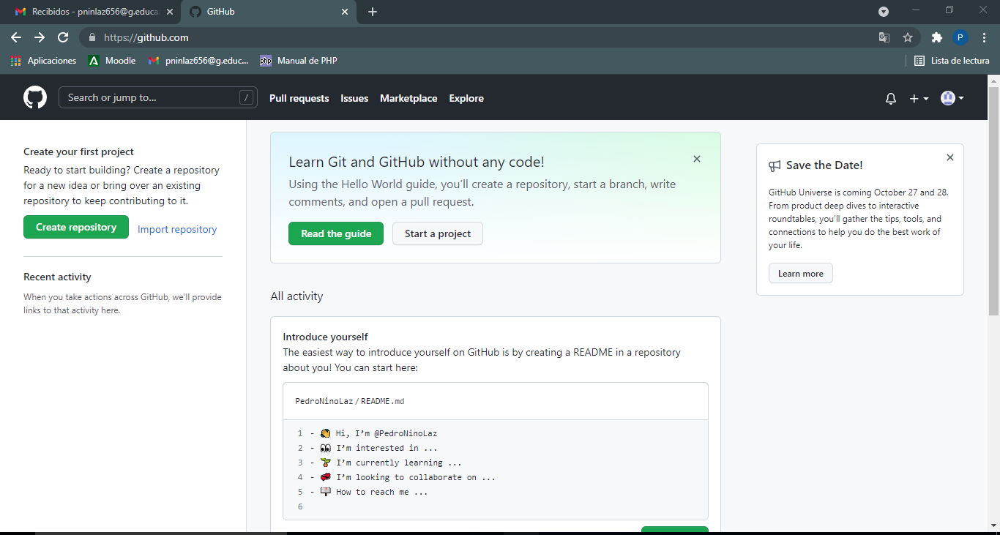 Recibidos - pninlaz656@g.educa
GitHub
https://github.com
P
Aplicaciones
Moodle
pninlaz656@g.educ...
php
Manual de PHP
Lista de lectura
Search or jump to...
/
Pull requests
Issues
Marketplace
Explore
Create your first project
Ready to start building? Create a repository
for a new idea or bring over an existing
repository to keep contributing to it.
Create repository
Import repository
Recent activity
When you take actions across GitHub, we'll provide
links to that activity here.
Learn Git and GitHub without any code!
Using the Hello World guide, you'll create a repository, start a branch, write
comments, and open a pull request.
Read the guide
Start a project
All activity
Introduce yourself
The easiest way to introduce yourself on GitHub is by creating a README in a repository
about you! You can start here:
PedroNinoLaz / README.md
1 - 👋 Hi, I'm @PedroNinoLaz
2 - 👀 I'm interested in ...
3 - 🌱 I'm currently learning ...
4 - 💞️ I'm looking to collaborate on ...
5 - 📫 How to reach me ...
6
Save the Date!
GitHub Universe is coming October 27 and 28.
From product deep dives to interactive
roundtables, you'll gather the tips, tools, and
connections to help you do the best work of
your life.
Learn more